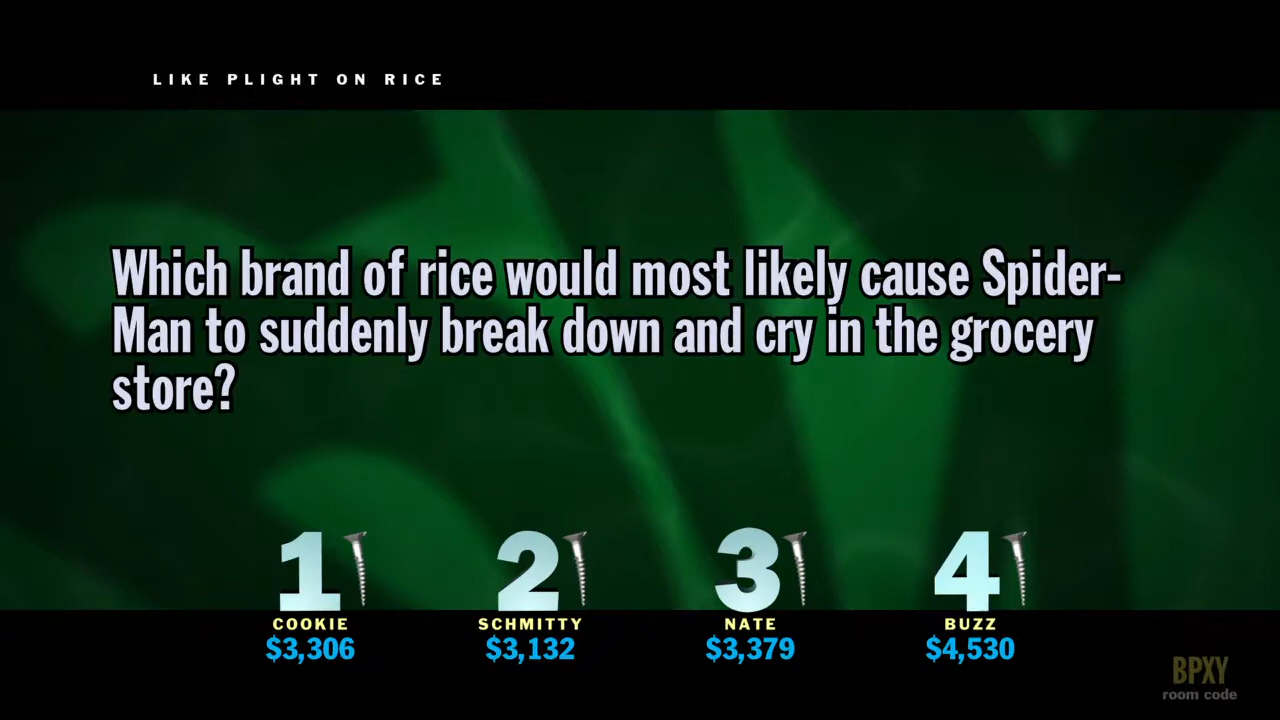 LIKE PLIGHT ON RICE
Which brand of rice would most likely cause Spider-
Man to suddenly break down and cry in the grocery
store?
1 2 3 4
COOKIE SCHMITTY NATE BUZZ
$3,306 $3,132 $3,379 $4,530
BPXY
room code